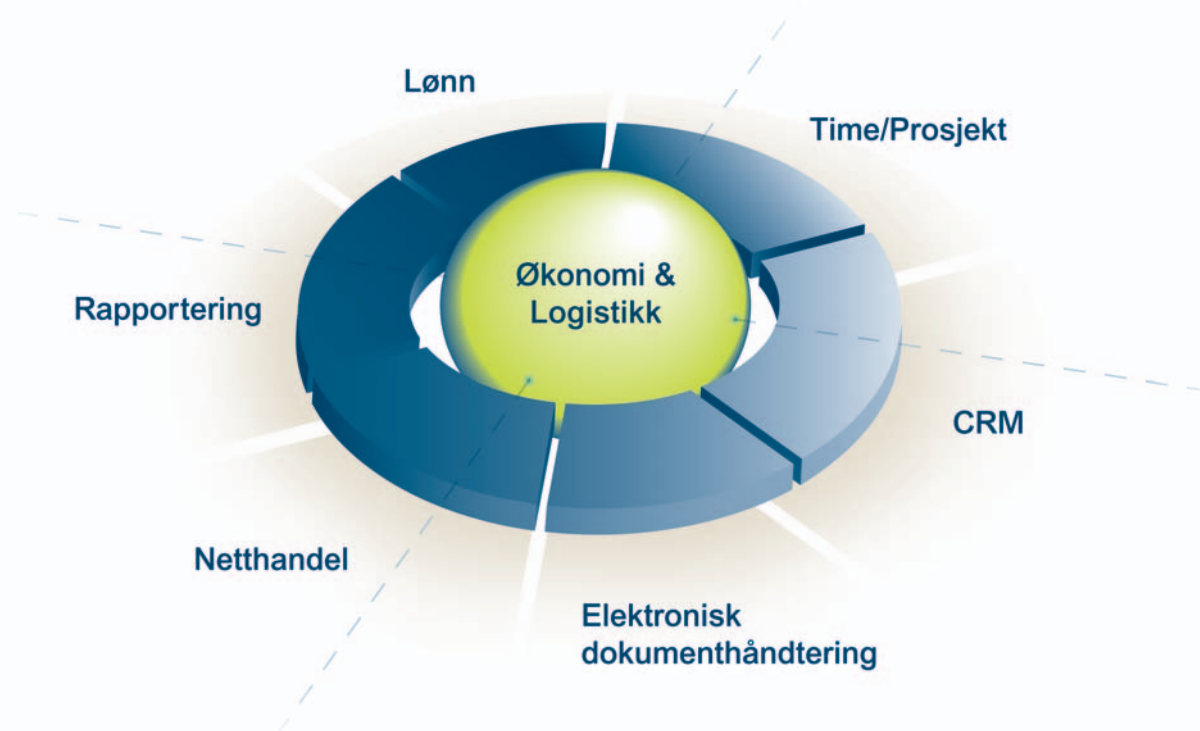 Lønn
Time/Prosjekt
Økonomi &
Logistikk
Rapportering
CRM
Netthandel
Elektronisk
dokumenthåndtering